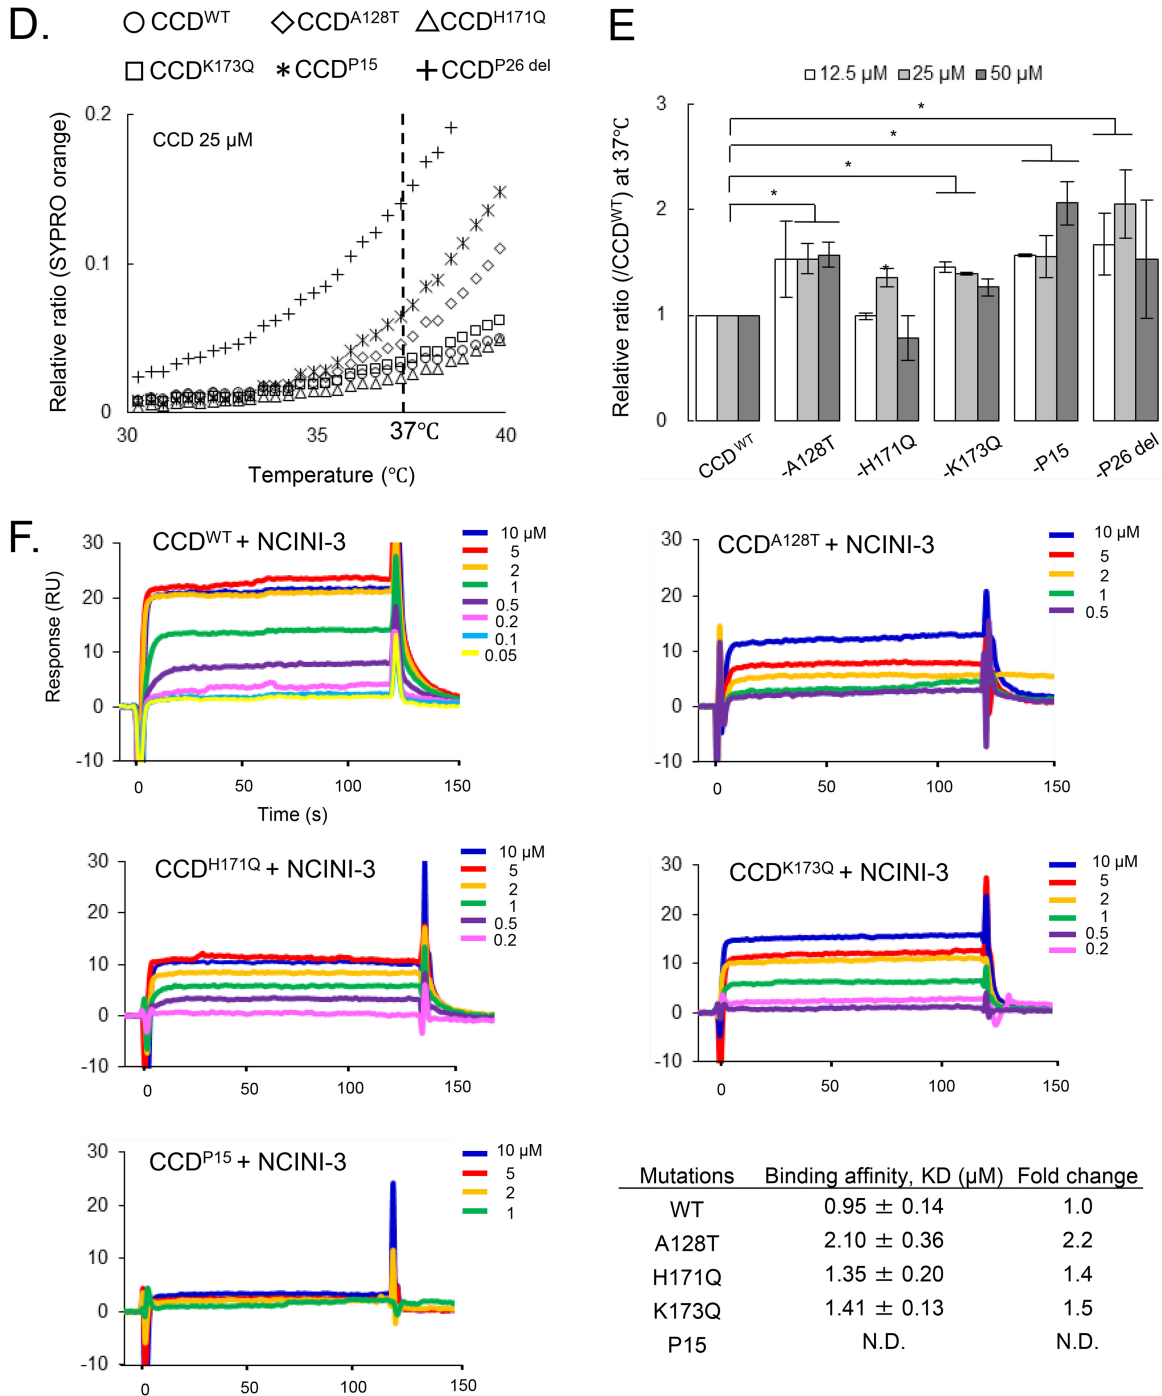 D.
○ CCDWT ◇ CCDA128T △ CCDH171Q
□ CCDK173Q * CCDP15 + CCDP26 del
Relative ratio (SYPRO orange)
0.2
0.1
0
CCD 25 μM
30 35 37℃ 40
Temperature (℃)
E
12.5 μM 25 μM 50 μM
Relative ratio (/CCDWT) at 37℃
3
2
1
0
*
*
*
*
*
CCDWT -A128T -H171Q -K173Q -P15 -P26 del
F.
CCDWT + NCINI-3
Response (RU)
30
20
10
0
-10
0 50 100 150
Time (s)
10 μM
5
2
1
0.5
0.2
0.1
0.05
CCDA128T + NCINI-3
30
20
10
0
-10
0 50 100 150
10 μM
5
2
1
0.5
CCDH171Q + NCINI-3
30
20
10
0
-10
0 50 100 150
10 μM
5
2
1
0.5
0.2
CCDK173Q + NCINI-3
30
20
10
0
-10
0 50 100 150
10 μM
5
2
1
0.5
0.2
CCDP15 + NCINI-3
30
20
10
0
-10
0 50 100 150
10 μM
5
2
1
Mutations Binding affinity, KD (μM) Fold change
WT 0.95 ± 0.14 1.0
A128T 2.10 ± 0.36 2.2
H171Q 1.35 ± 0.20 1.4
K173Q 1.41 ± 0.13 1.5
P15 N.D. N.D.